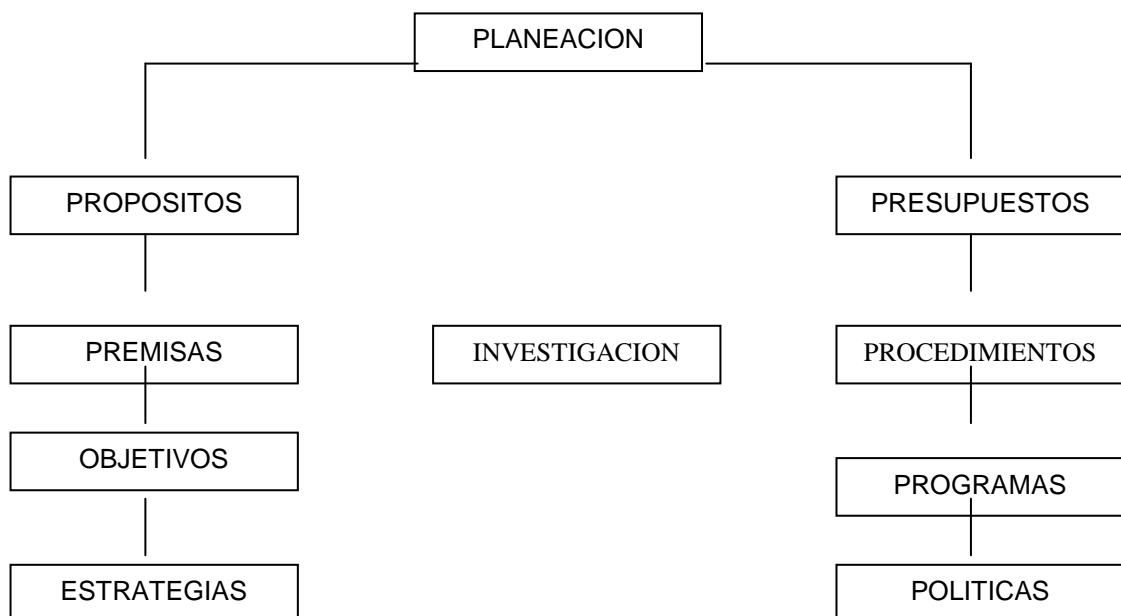 PLANEACION
PROPOSITOS
PRESUPUESTOS
PREMISAS
INVESTIGACION
PROCEDIMIENTOS
OBJETIVOS
PROGRAMAS
ESTRATEGIAS
POLITICAS